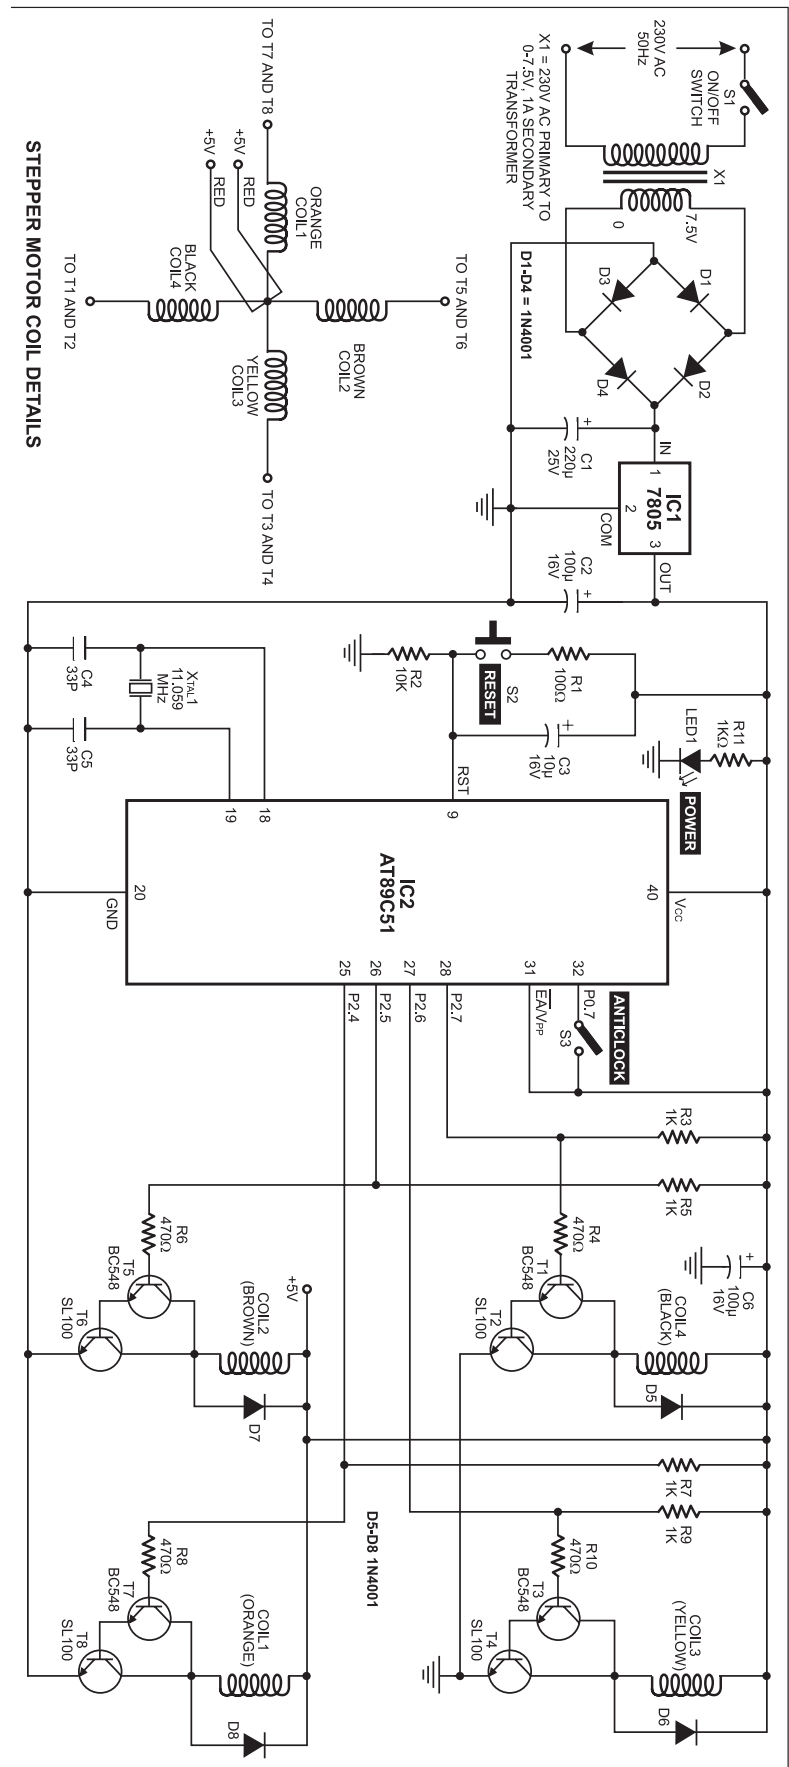 230V AC
50Hz
S1
ON/OFF
SWITCH
X1
X1 = 230V AC PRIMARY TO
0-7.5V, 1A SECONDARY
TRANSFORMER
7.5V
0
D1
D2
D3
D4
D1-D4 = 1N4001
C1
220µ
25V
+
IN
1
IC1
7805
3
OUT
2
COM
C2
100µ
16V
+
R1
100Ω
S2
RESET
R2
10K
C3
10µ
16V
+
RST
R11
1KΩ
LED1
POWER
XTAL1
11.059
MHz
C4
33P
C5
33P
9
18
19
40
VCC
IC2
AT89C51
20
GND
32
P0.7
31
EA/VPP
28
P2.7
27
P2.6
26
P2.5
25
P2.4
ANTICLOCK
S3
R3
1K
R5
1K
R4
470Ω
R6
470Ω
C6
100µ
16V
+
T1
BC548
T2
SL100
COIL4
(BLACK)
D5
T5
BC548
T6
SL100
+5V
COIL2
(BROWN)
D7
R7
1K
R9
1K
R10
470Ω
T3
BC548
T4
SL100
COIL3
(YELLOW)
D6
D5-D8 1N4001
R8
470Ω
T7
BC548
T8
SL100
COIL1
(ORANGE)
D8
TO T7 AND T8
ORANGE
COIL1
+5V
RED
+5V
RED
TO T5 AND T6
BROWN
COIL2
BLACK
COIL4
TO T1 AND T2
YELLOW
COIL3
TO T3 AND T4
STEPPER MOTOR COIL DETAILS